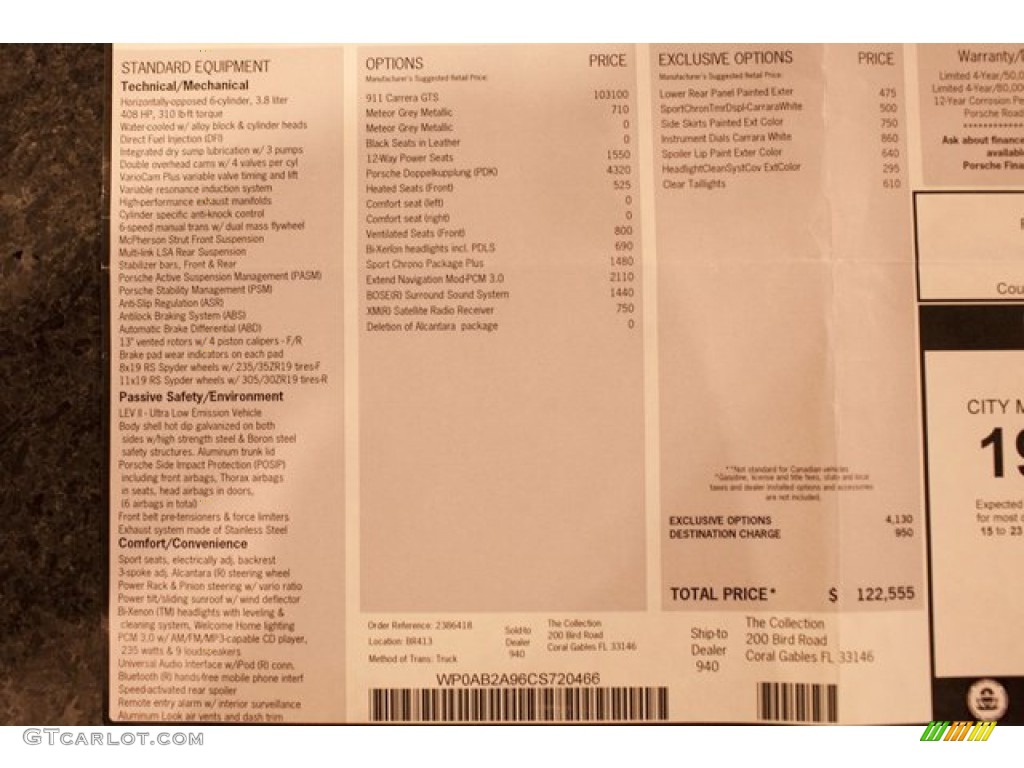 STANDARD EQUIPMENT
Technical/Mechanical
Horizontally-opposed 6-cylinder, 3.8 liter
408 HP, 310 lb-ft torque
Water-cooled w/ alloy block & cylinder heads
Direct Fuel Injection (DFI)
Integrated dry sump lubrication w/ 3 pumps
Double overhead cams w/ 4 valves per cyl
VarioCam Plus variable valve timing and lift
Variable resonance induction system
High-performance exhaust manifolds
Cylinder specific anti-knock control
6-speed manual trans w/ dual mass flywheel
McPherson Strut Front Suspension
Multi-link LSA Rear Suspension
Stabilizer bars, Front & Rear
Porsche Active Suspension Management (PASM)
Porsche Stability Management (PSM)
Anti-Slip Regulation (ASR)
Antilock Braking System (ABS)
Automatic Brake Differential (ABD)
13" vented rotors w/ 4 piston calipers - F/R
Brake pad wear indicators on each pad
8x19 RS Spyder wheels w/ 235/35ZR19 tires-F
11x19 RS Sypder wheels w/ 305/30ZR19 tires-R
Passive Safety/Environment
LEV II - Ultra Low Emission Vehicle
Body shell hot dip galvanized on both
sides w/high strength steel & Boron steel
safety structures. Aluminum trunk lid
Porsche Side Impact Protection (POSIP)
including front airbags, Thorax airbags
in seats, head airbags in doors,
(6 airbags in total)
Front belt pre-tensioners & force limiters
Exhaust system made of Stainless Steel
Comfort/Convenience
Sport seats, electrically adj. backrest
3-spoke adj. Alcantara (R) steering wheel
Power Rack & Pinion steering w/ vario ratio
Power tilt/sliding sunroof w/ wind deflector
Bi-Xenon (TM) headlights with leveling &
cleaning system, Welcome Home lighting
PCM 3.0 w/AM/FM/MP3-capable CD player,
235 watts & 9 loudspeakers
Universal Audio Interface w/iPod (R) conn.
Bluetooth (R) hands-free mobile phone interf
Speed-activated rear spoiler
Remote entry alarm w/ interior surveillance
Aluminum Look air vents and dash trim
OPTIONS PRICE
Manufacturer's Suggested Retail Price:
911 Carrera GTS 103100
Meteor Grey Metallic 710
Meteor Grey Metallic 0
Black Seats in Leather 0
12-Way Power Seats 1550
Porsche Doppelkupplung (PDK) 4320
Heated Seats (Front) 525
Comfort seat (left) 0
Comfort seat (right) 0
Ventilated Seats (Front) 800
Bi-Xenon headlights incl. PDLS 690
Sport Chrono Package Plus 1480
Extend Navigation Mod-PCM 3.0 2110
BOSE(R) Surround Sound System 1440
XM(R) Satellite Radio Receiver 750
Deletion of Alcantara package 0
EXCLUSIVE OPTIONS PRICE
Manufacturer's Suggested Retail Price:
Lower Rear Panel Painted Exter 475
SportChronTmrDspl-CarraraWhite 500
Side Skirts Painted Ext Color 750
Instrument Dials Carrara White 860
Spoiler Lip Paint Exter Color 640
HeadlightCleanSystCov ExtColor 295
Clear Taillights 610
**Not standard for Canadian vehicles
*Gasoline, license and title fees, state and local
taxes and dealer installed options and accessories
are not included.
EXCLUSIVE OPTIONS 4,130
DESTINATION CHARGE 950
TOTAL PRICE* $ 122,555
Order Reference: 2386418
Location: BR413
Method of Trans: Truck
Sold-to
Dealer
940
The Collection
200 Bird Road
Coral Gables FL 33146
Ship-to
Dealer
940
The Collection
200 Bird Road
Coral Gables FL 33146
WP0AB2A96CS720466
Warranty/
Limited 4-Year/50,0
Limited 4-Year/80,00
12-Year Corrosion Pe
Porsche Road
Ask about finance
available
Porsche Fina
Cou
CITY M
19
Expected
for most
15 to 23
GTcarlot.com